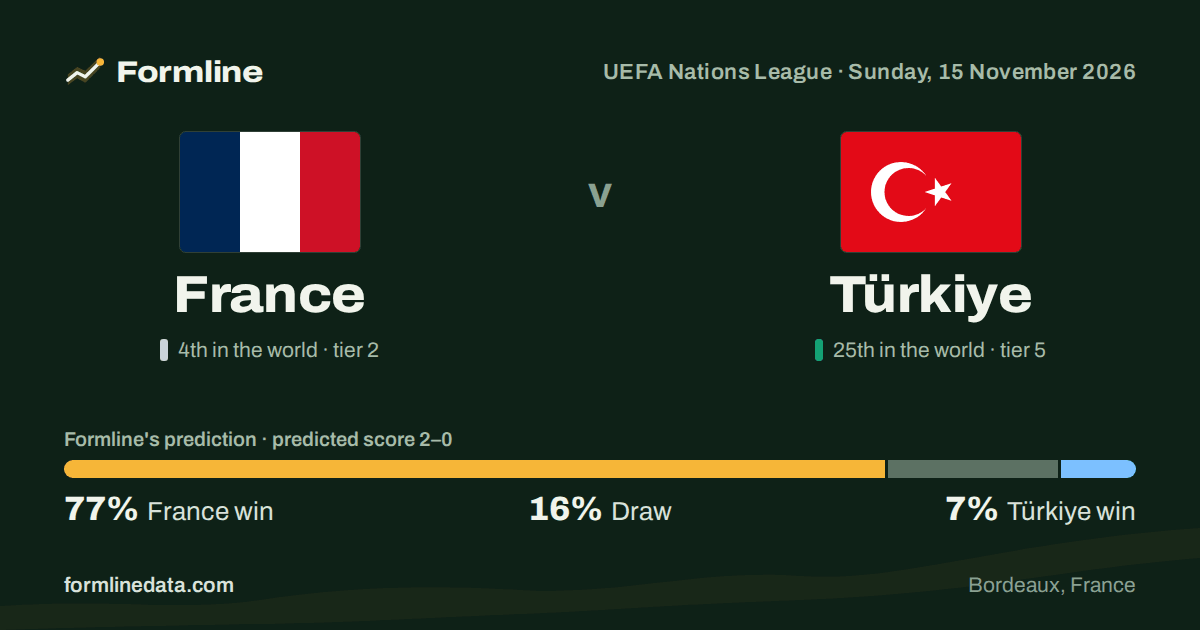 Formline
UEFA Nations League · Sunday, 15 November 2026
v
France
Türkiye
4th in the world · tier 2
25th in the world · tier 5
Formline's prediction · predicted score 2–0
77% France win
16% Draw
7% Türkiye win
formlinedata.com
Bordeaux, France